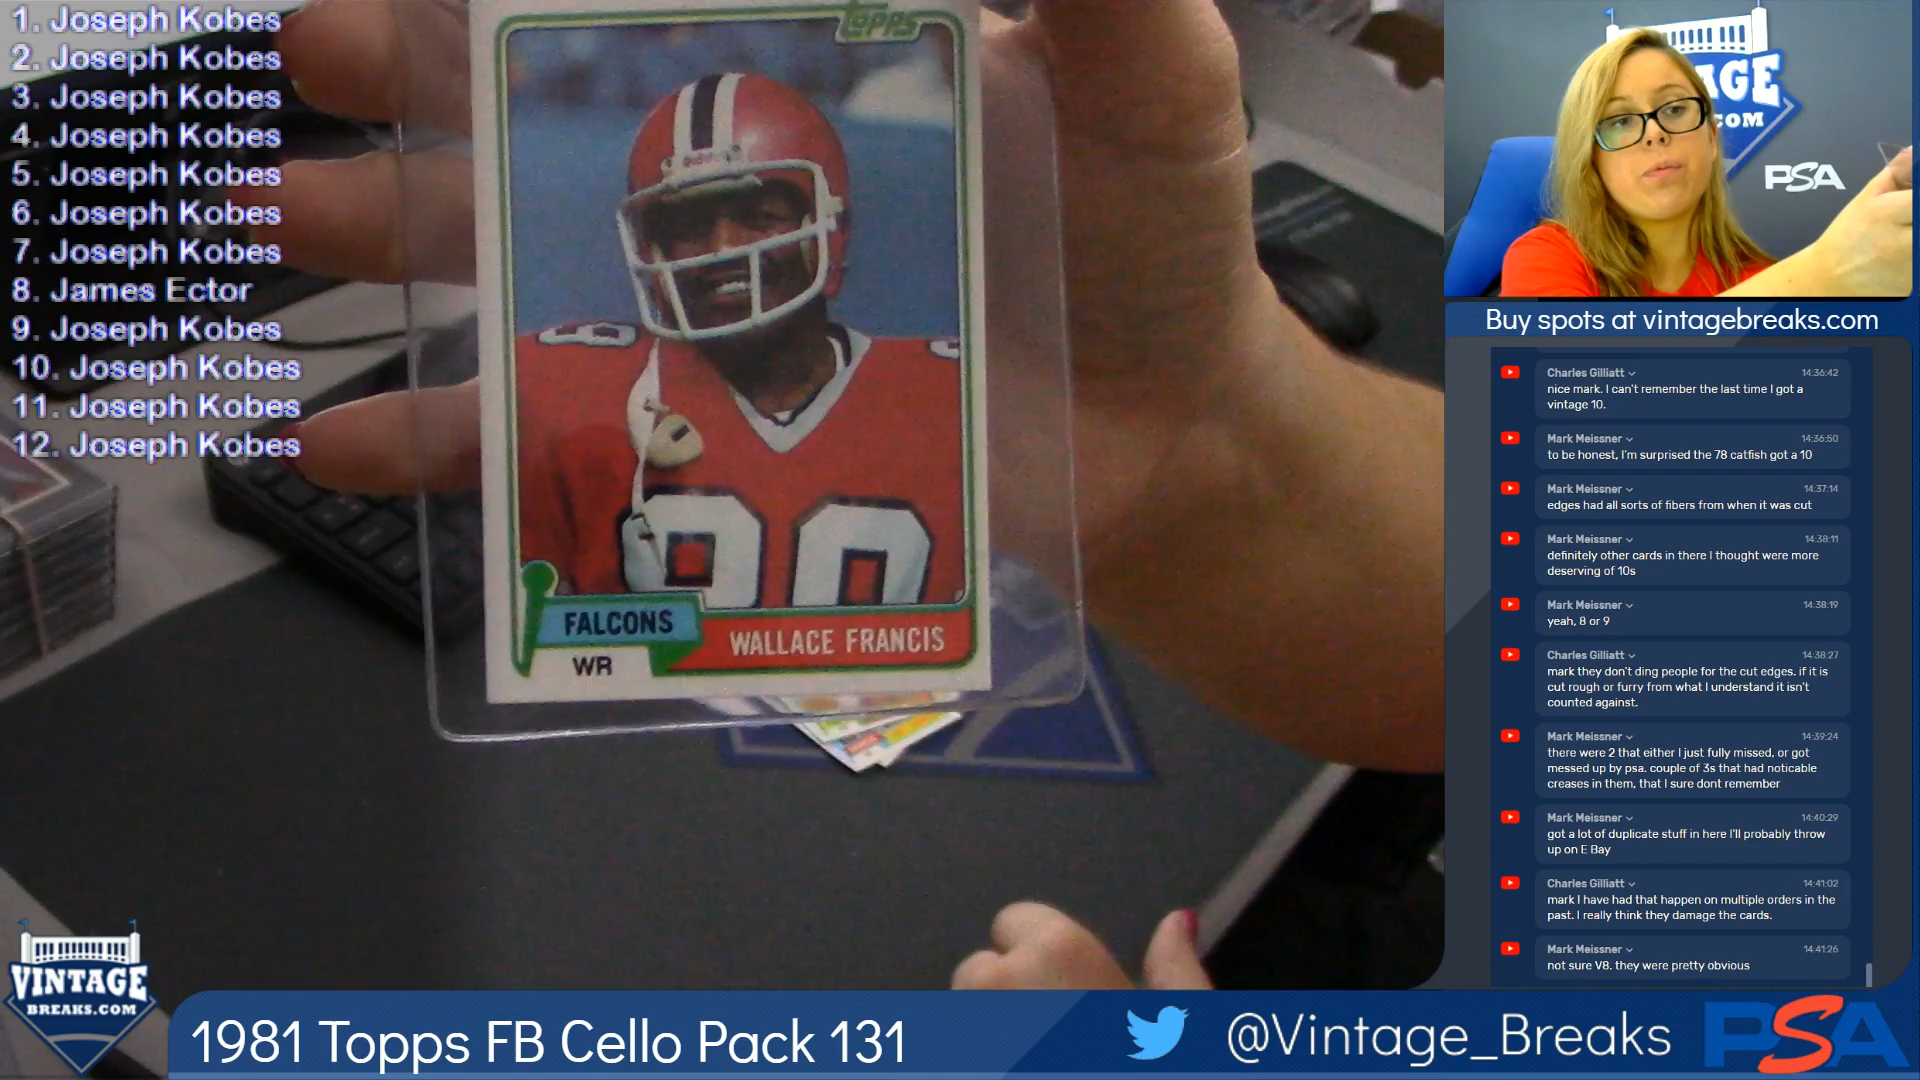 1. Joseph Kobes
2. Joseph Kobes
3. Joseph Kobes
4. Joseph Kobes
5. Joseph Kobes
6. Joseph Kobes
7. Joseph Kobes
8. James Ector
9. Joseph Kobes
10. Joseph Kobes
11. Joseph Kobes
12. Joseph Kobes
topps
FALCONS
WR
WALLACE FRANCIS
90
AGE
.COM
PSA
Buy spots at vintagebreaks.com
Charles Gilliatt 14:36:42
nice mark. I can't remember the last time I got a
vintage 10.
Mark Meissner 14:36:50
to be honest, I'm surprised the 78 catfish got a 10
Mark Meissner 14:37:14
edges had all sorts of fibers from when it was cut
Mark Meissner 14:38:11
definitely other cards in there I thought were more
deserving of 10s
Mark Meissner 14:38:19
yeah, 8 or 9
Charles Gilliatt 14:38:27
mark they don't ding people for the cut edges. if it is
cut rough or furry from what I understand it isn't
counted against.
Mark Meissner 14:39:24
there were 2 that either I just fully missed, or got
messed up by psa. couple of 3s that had noticable
creases in them, that I sure dont remember
Mark Meissner 14:40:29
got a lot of duplicate stuff in here I'll probably throw
up on E Bay
Charles Gilliatt 14:41:02
mark I have had that happen on multiple orders in the
past. I really think they damage the cards.
Mark Meissner 14:41:26
not sure V8. they were pretty obvious
VINTAGE
BREAKS.COM
1981 Topps FB Cello Pack 131
@Vintage_Breaks
PSA